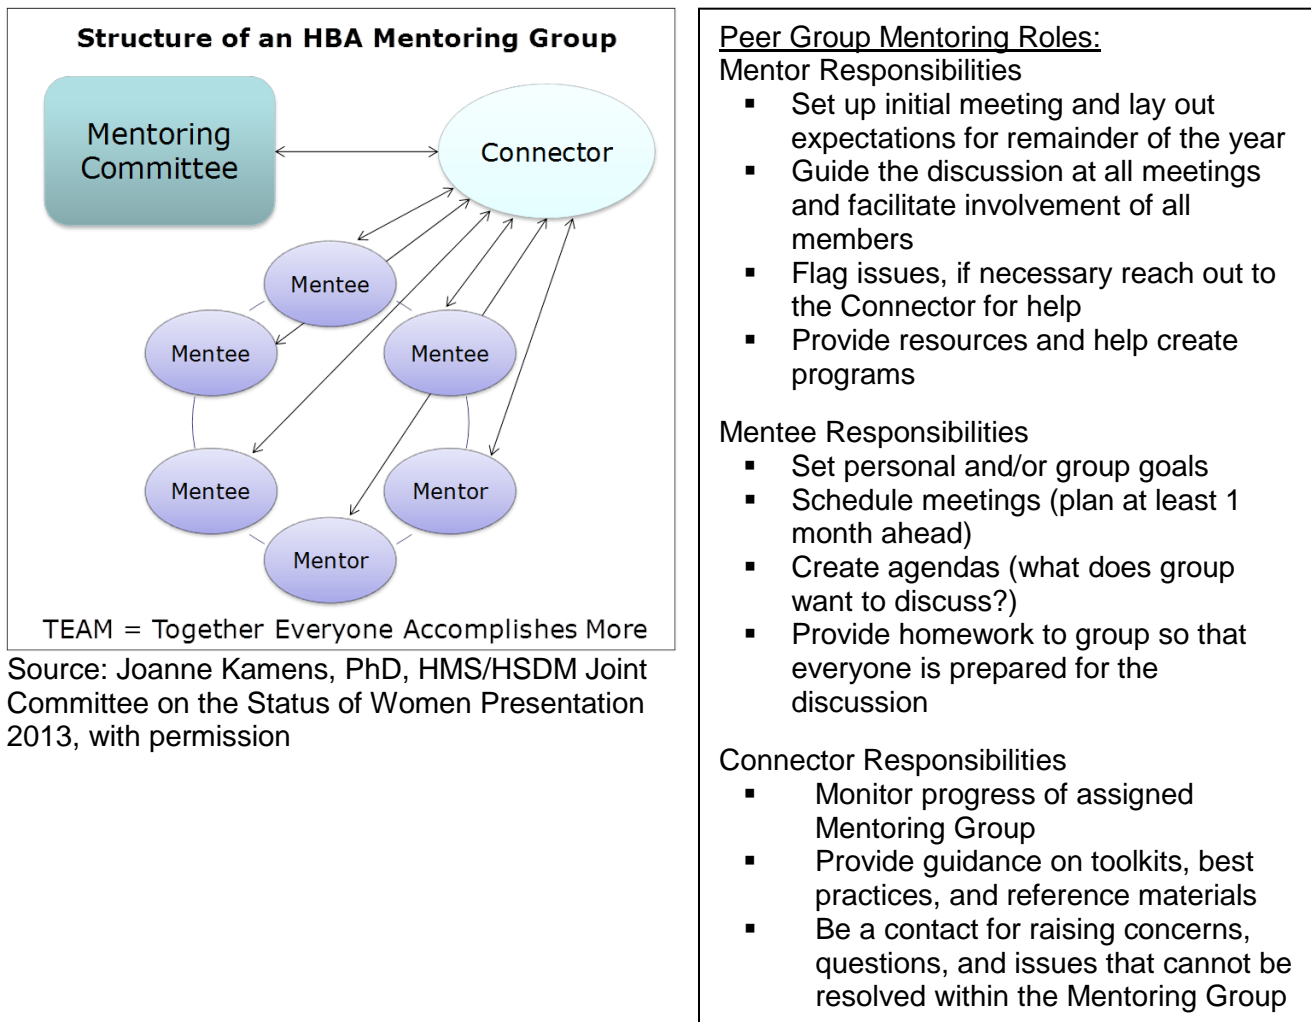 Structure of an HBA Mentoring Group
Mentoring
Committee
Connector
Mentee
Mentee
Mentee
Mentee
Mentor
Mentor
TEAM = Together Everyone Accomplishes More
Source: Joanne Kamens, PhD, HMS/HSDM Joint
Committee on the Status of Women Presentation
2013, with permission
Peer Group Mentoring Roles:
Mentor Responsibilities
▪ Set up initial meeting and lay out
expectations for remainder of the year
▪ Guide the discussion at all meetings
and facilitate involvement of all
members
▪ Flag issues, if necessary reach out to
the Connector for help
▪ Provide resources and help create
programs
Mentee Responsibilities
▪ Set personal and/or group goals
▪ Schedule meetings (plan at least 1
month ahead)
▪ Create agendas (what does group
want to discuss?)
▪ Provide homework to group so that
everyone is prepared for the
discussion
Connector Responsibilities
▪ Monitor progress of assigned
Mentoring Group
▪ Provide guidance on toolkits, best
practices, and reference materials
▪ Be a contact for raising concerns,
questions, and issues that cannot be
resolved within the Mentoring Group